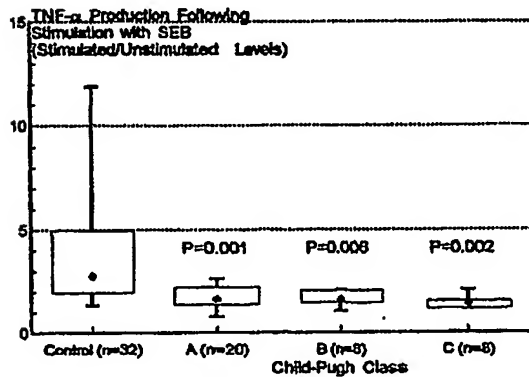 TNF-α Production Following
Stimulation with SEB
(Stimulated/Unstimulated Levels)
15
10
5
0
P=0.001
P=0.006
P=0.002
Control (n=32)
A (n=20)
B (n=8)
C (n=8)
Child-Pugh Class